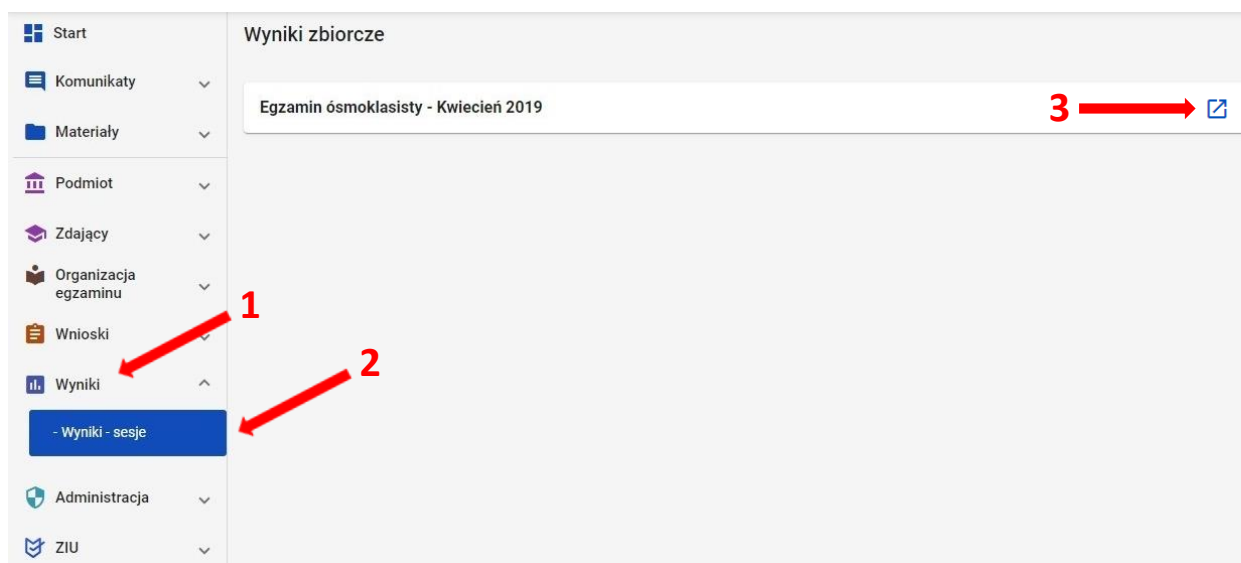 Start
Komunikaty
Materiały
Podmiot
Zdający
Organizacja
egzaminu
Wnioski
Wyniki
- Wyniki - sesje
Administracja
ZIU
Wyniki zbiorcze
Egzamin ósmoklasisty - Kwiecień 2019
3
1
2